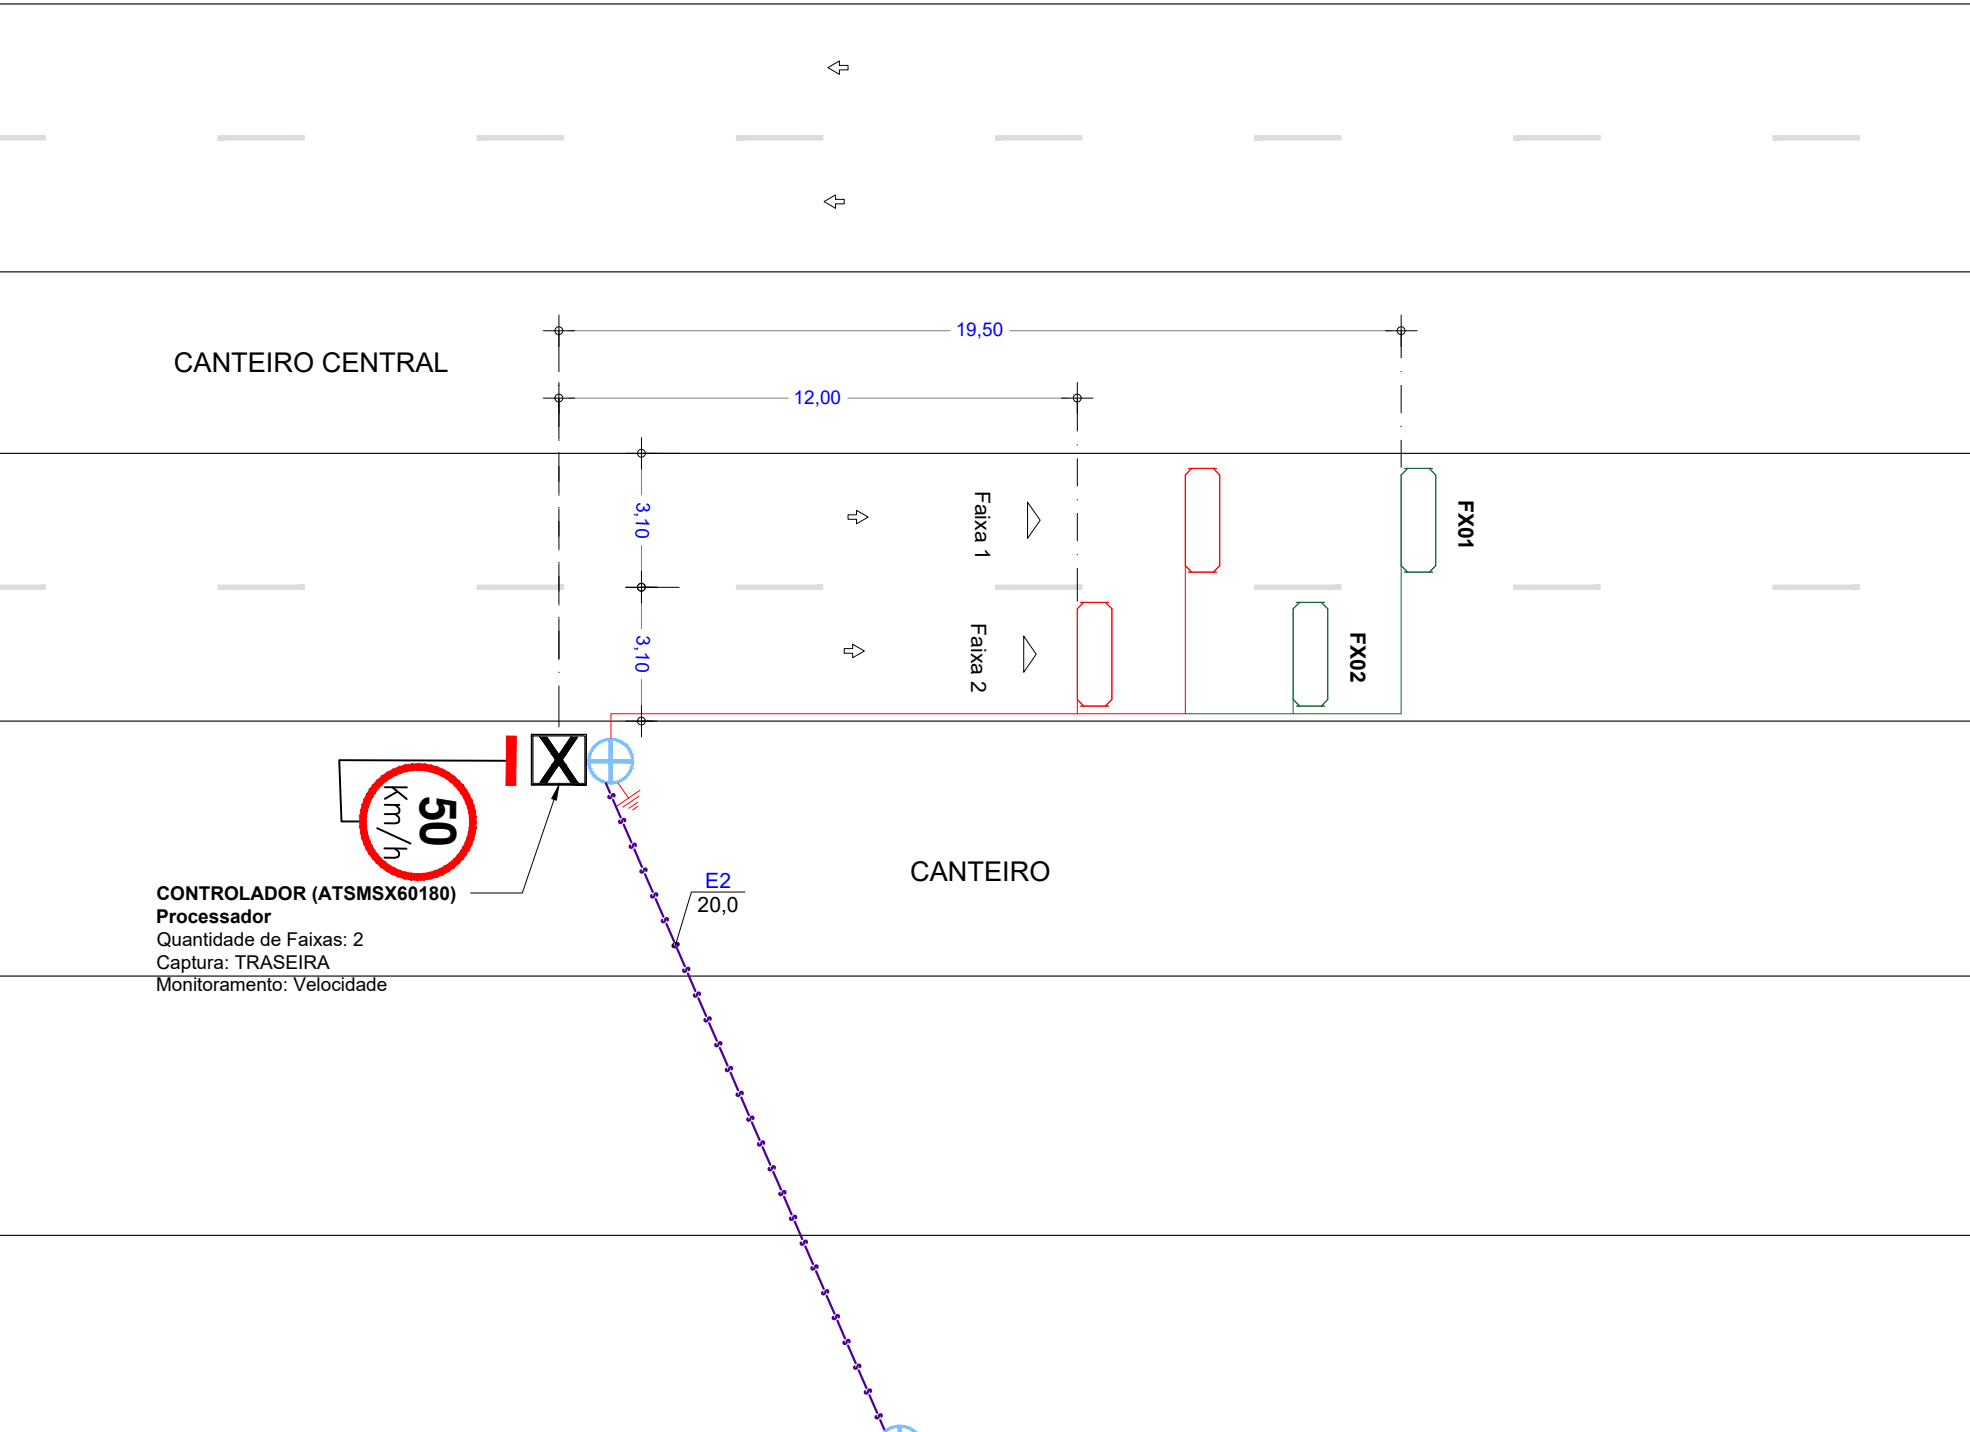 19,50
CANTEIRO CENTRAL
12,00
3,10
Faixa 1
FX01
3,10
Faixa 2
FX02
X
50
Km/h
CANTEIRO
E2
20,0
CONTROLADOR (ATSMSX60180)
Processador
Quantidade de Faixas: 2
Captura: TRASEIRA
Monitoramento: Velocidade